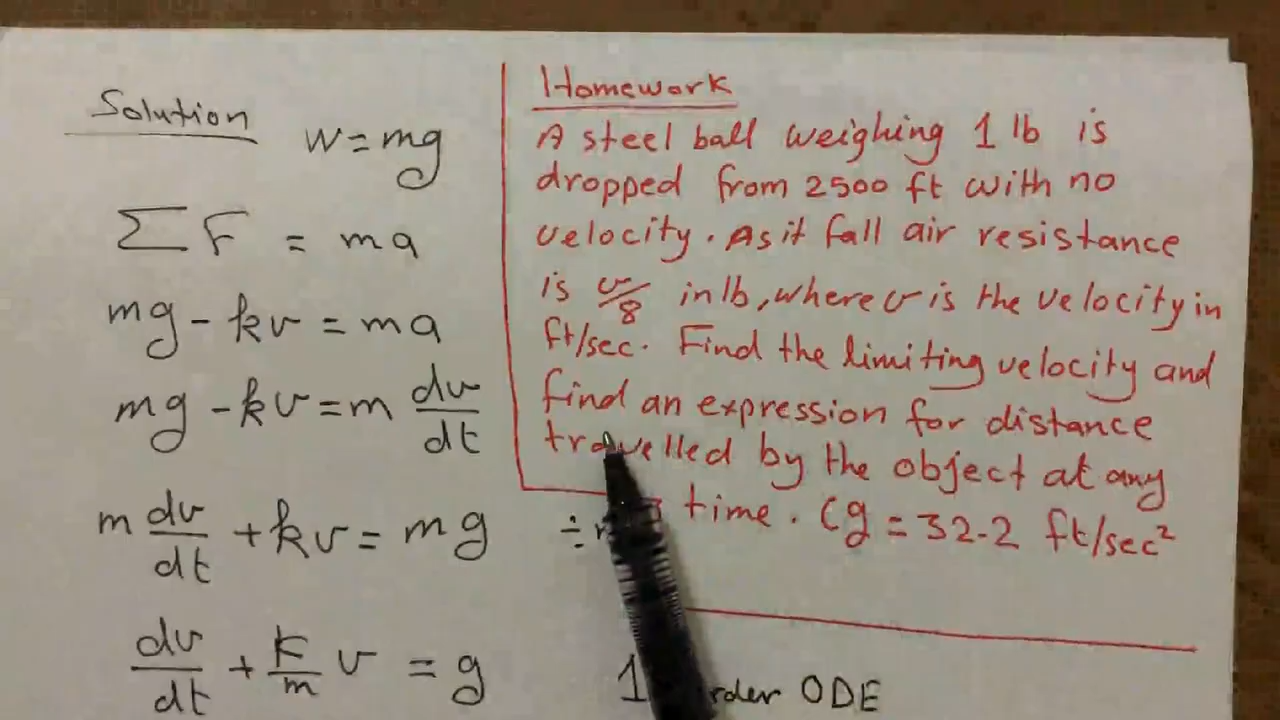 Solution
W = mg
Σ F = ma
mg - kv = ma
mg - kv = m dv/dt
m dv/dt + kv = mg ÷
dv/dt + k/m v = g
ODE
Homework
A steel ball weighing 1 lb is
dropped from 2500 ft with no
velocity. As it fall air resistance
is v/8 in lb, where v is the velocity in
ft/sec. Find the limiting velocity and
find an expression for distance
travelled by the object at any
time. (g = 32.2 ft/sec²